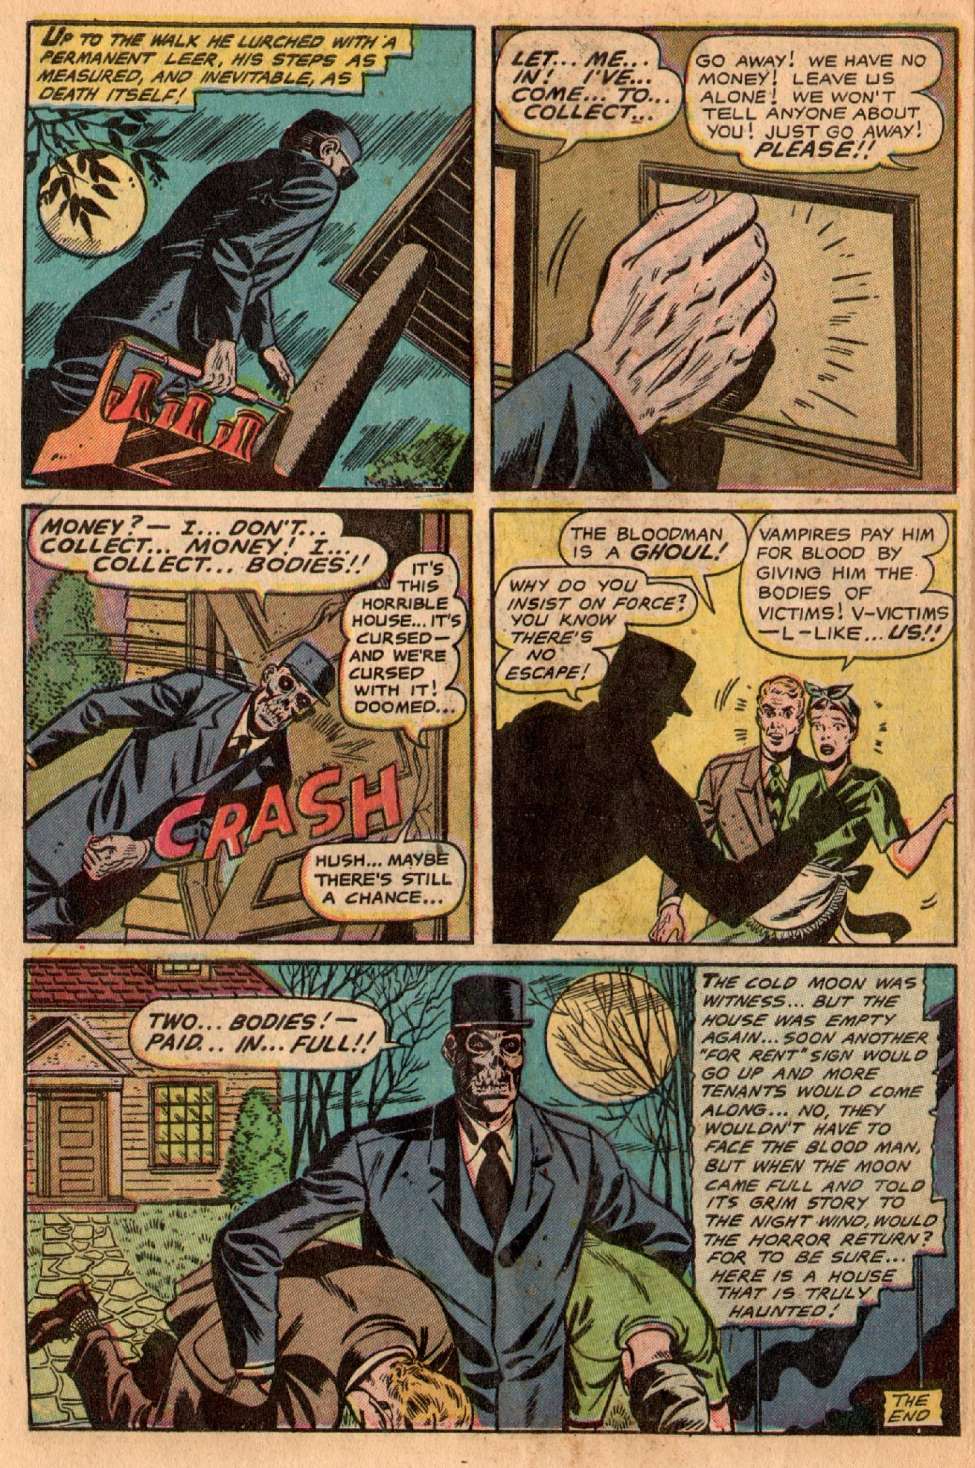 UP TO THE WALK HE LURCHED WITH A
PERMANENT LEER, HIS STEPS AS
MEASURED, AND INEVITABLE, AS
DEATH ITSELF!
LET... ME...
IN! I'VE...
COME... TO...
COLLECT...
GO AWAY! WE HAVE NO
MONEY! LEAVE US
ALONE! WE WON'T
TELL ANYONE ABOUT
YOU! JUST GO AWAY!
PLEASE!!
MONEY?— I... DON'T...
COLLECT... MONEY! I...
COLLECT... BODIES!!
IT'S
THIS
HORRIBLE
HOUSE... IT'S
CURSED—
AND WE'RE
CURSED
WITH IT!
DOOMED...
CRASH
HUSH... MAYBE
THERE'S STILL
A CHANCE...
WHY DO YOU
INSIST ON FORCE?
YOU KNOW
THERE'S
NO
ESCAPE!
THE BLOODMAN
IS A GHOUL!
VAMPIRES PAY HIM
FOR BLOOD BY
GIVING HIM THE
BODIES OF
VICTIMS! V-VICTIMS
—L-LIKE... US!!
TWO... BODIES!—
PAID... IN... FULL!!
THE COLD MOON WAS
WITNESS... BUT THE
HOUSE WAS EMPTY
AGAIN... SOON ANOTHER
"FOR RENT" SIGN WOULD
GO UP AND MORE
TENANTS WOULD COME
ALONG... NO, THEY
WOULDN'T HAVE TO
FACE THE BLOOD MAN,
BUT WHEN THE MOON
CAME FULL AND TOLD
ITS GRIM STORY TO
THE NIGHT WIND, WOULD
THE HORROR RETURN?
FOR TO BE SURE...
HERE IS A HOUSE
THAT IS TRULY
HAUNTED!
THE
END